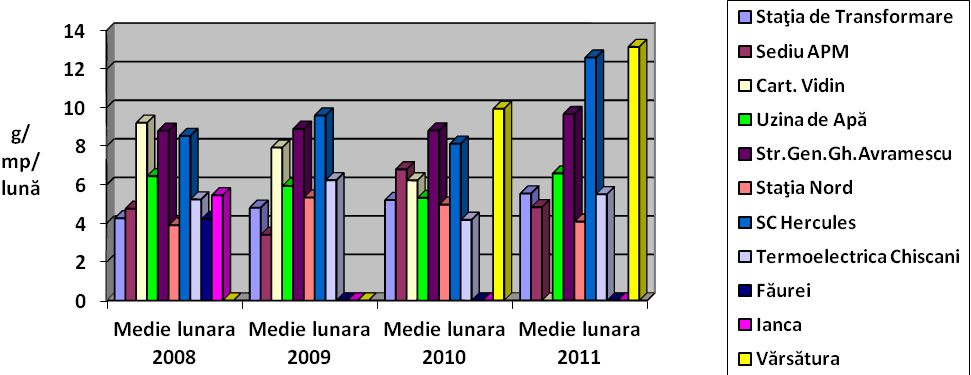 g/
mp/
lună
14
12
10
8
6
4
2
0
Medie lunara
2008
Medie lunara
2009
Medie lunara
2010
Medie lunara
2011
Staţia de Transformare
Sediu APM
Cart. Vidin
Uzina de Apă
Str.Gen.Gh.Avramescu
Staţia Nord
SC Hercules
Termoelectrica Chiscani
Făurei
Ianca
Vărsătura